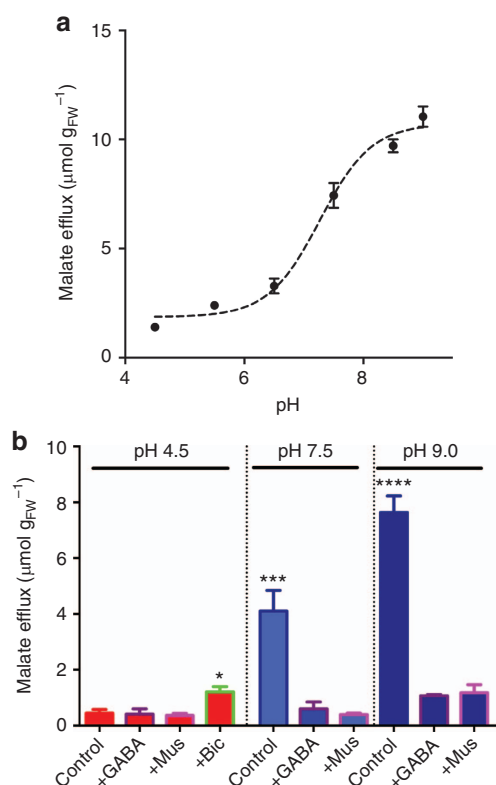 a
15
10
5
0
Malate efflux (μmol gFW⁻¹)
4 6 8
pH
b
10
8
6
4
2
0
Malate efflux (μmol gFW⁻¹)
pH 4.5 pH 7.5 pH 9.0
* *** ****
Control +GABA +Mus +Bic Control +GABA +Mus Control +GABA +Mus